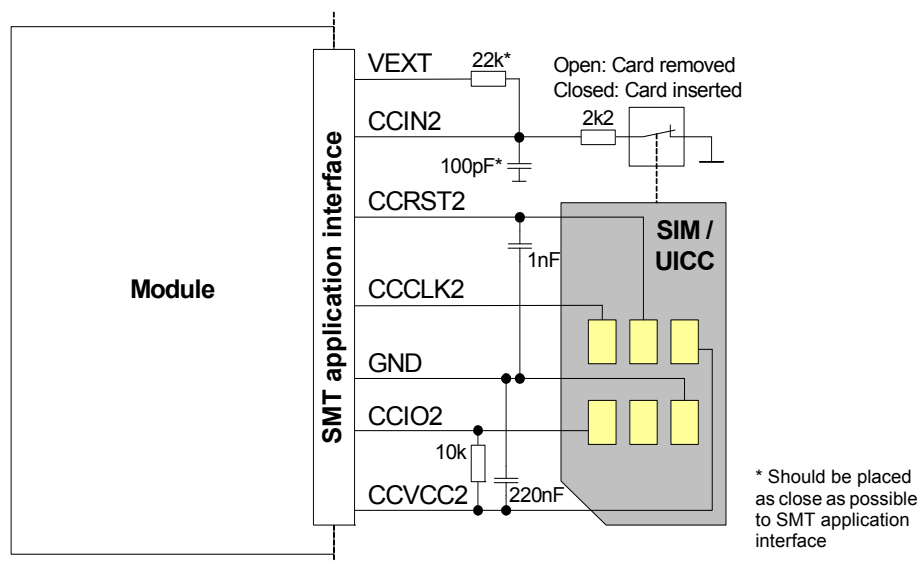 VEXT
22k*
Open: Card removed
Closed: Card inserted
CCIN2
2k2
100pF*
CCRST2
SIM /
UICC
1nF
Module
SMT application interface
CCCLK2
GND
CCIO2
10k
220nF
CCVCC2
* Should be placed
as close as possible
to SMT application
interface